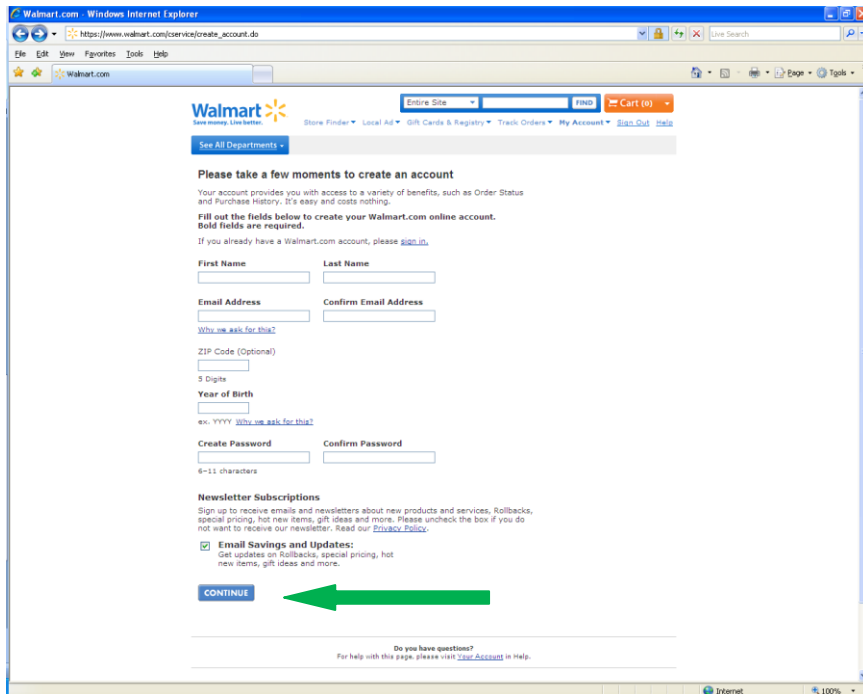 Walmart.com - Windows Internet Explorer
https://www.walmart.com/cservice/create_account.do
Live Search
File Edit View Favorites Tools Help
Walmart.com
Page Tools
Walmart
Save money. Live better.
Entire Site FIND Cart (0)
Store Finder Local Ad Gift Cards & Registry Track Orders My Account Sign Out Help
See All Departments
Please take a few moments to create an account
Your account provides you with access to a variety of benefits, such as Order Status
and Purchase History. It's easy and costs nothing.
Fill out the fields below to create your Walmart.com online account.
Bold fields are required.
If you already have a Walmart.com account, please sign in.
First Name Last Name
Email Address Confirm Email Address
Why we ask for this?
ZIP Code (Optional)
5 Digits
Year of Birth
ex. YYYY Why we ask for this?
Create Password Confirm Password
6-11 characters
Newsletter Subscriptions
Sign up to receive emails and newsletters about new products and services, Rollbacks,
special pricing, hot new items, gift ideas and more. Please uncheck the box if you do
not want to receive our newsletter. Read our Privacy Policy.
Email Savings and Updates:
Get updates on Rollbacks, special pricing, hot
new items, gift ideas and more.
CONTINUE
Do you have questions?
For help with this page, please visit Your Account in Help.
Internet 100%